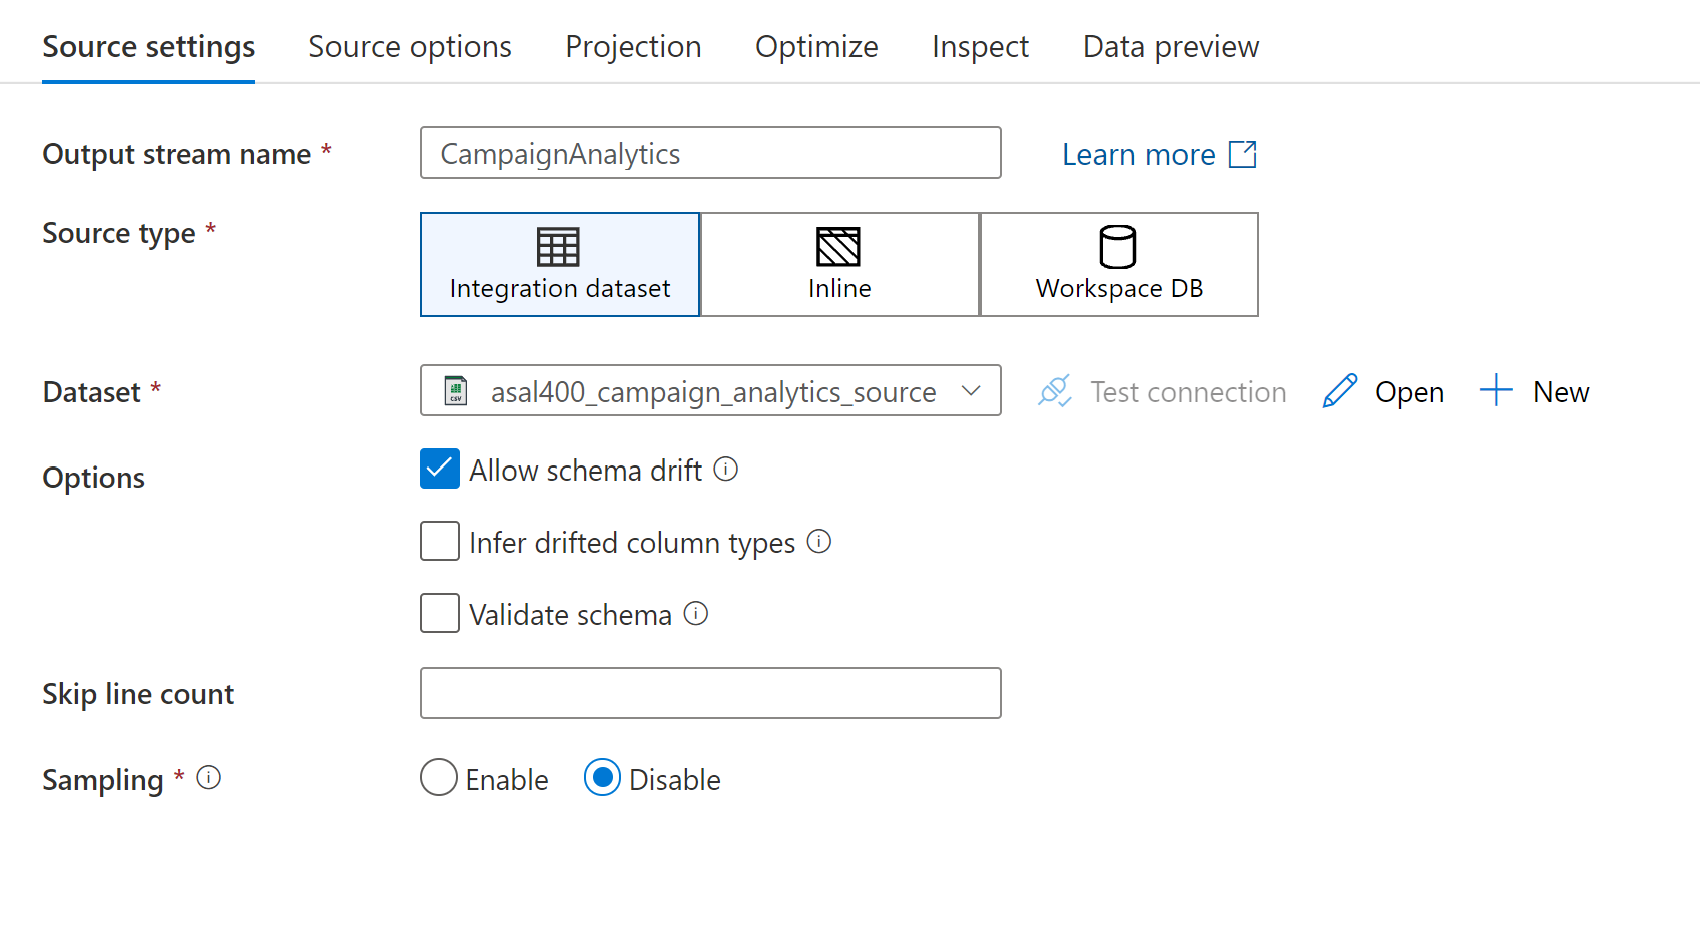 Source settings Source options Projection Optimize Inspect Data preview
Output stream name * CampaignAnalytics Learn more
Source type *
Integration dataset Inline Workspace DB
Dataset * CSV asal400_campaign_analytics_source Test connection Open New
Options Allow schema drift
Infer drifted column types
Validate schema
Skip line count
Sampling * Enable Disable